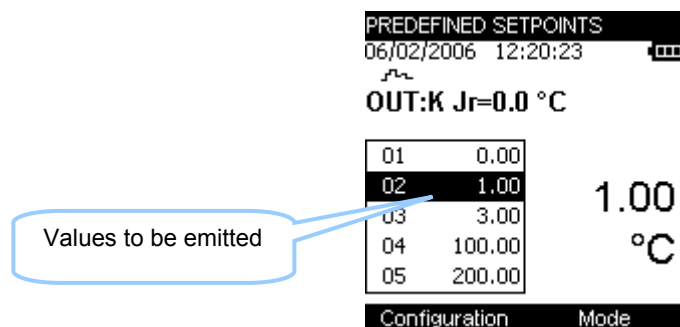 PREDEFINED SETPOINTS
06/02/2006 12:20:23
OUT:K Jr=0.0 °C
01 0.00
02 1.00
03 3.00
04 100.00
05 200.00
1.00
°C
Values to be emitted
Configuration Mode